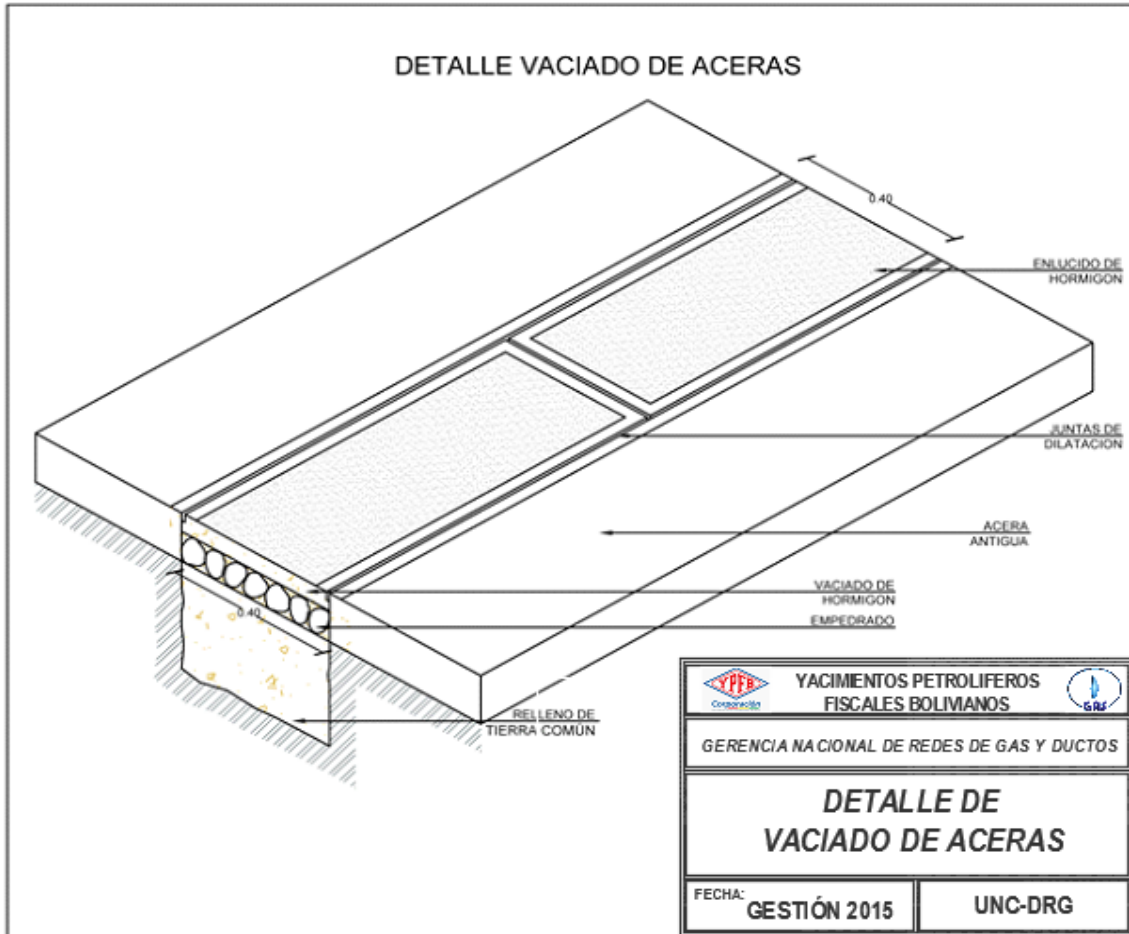 DETALLE VACIADO DE ACERAS
0.40
ENLUCIDO DE
HORMIGON
JUNTAS DE
DILATACION
ACERA
ANTIGUA
VACIADO DE
HORMIGON
EMPEDRADO
0.40
RELLENO DE
TIERRA COMÚN
YPFB
Corporación
YACIMIENTOS PETROLIFEROS
FISCALES BOLIVIANOS
GAS
GERENCIA NACIONAL DE REDES DE GAS Y DUCTOS
DETALLE DE
VACIADO DE ACERAS
FECHA:
GESTIÓN 2015
UNC-DRG